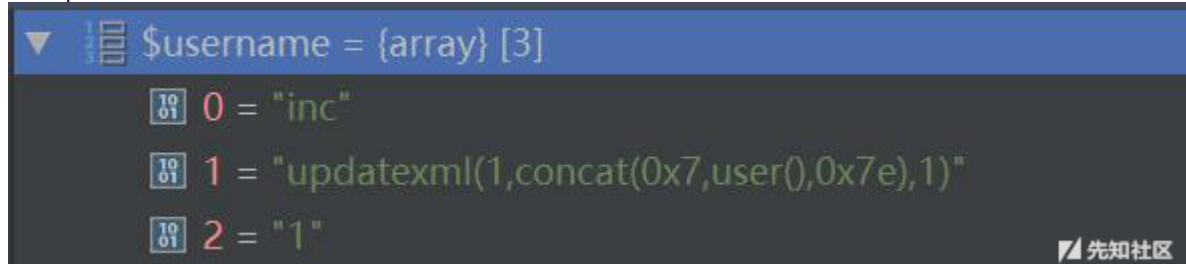 $username = {array} [3]
0 = "inc"
1 = "updatexml(1,concat(0x7,user(),0x7e),1)"
2 = "1"
先知社区